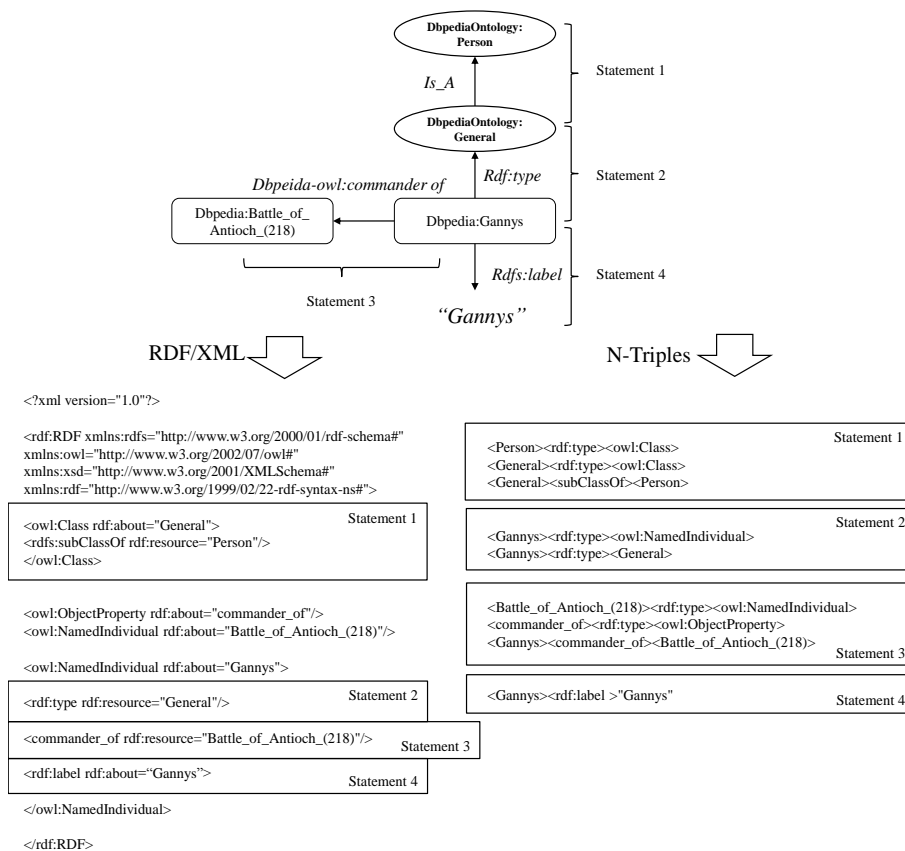 DbpediaOntology:
Person
Statement 1
Is_A
DbpediaOntology:
General
Dbpeida-owl:commander of
Rdf:type
Statement 2
Dbpedia:Battle_of_
Antioch_(218)
Dbpedia:Gannys
Rdfs:label
Statement 4
Statement 3
“Gannys”
RDF/XML
N-Triples
<?xml version="1.0"?>
<rdf:RDF xmlns:rdfs="http://www.w3.org/2000/01/rdf-schema#"
xmlns:owl="http://www.w3.org/2002/07/owl#"
xmlns:xsd="http://www.w3.org/2001/XMLSchema#"
xmlns:rdf="http://www.w3.org/1999/02/22-rdf-syntax-ns#">
Statement 1
<owl:Class rdf:about="General">
<rdfs:subClassOf rdf:resource="Person"/>
</owl:Class>
<owl:ObjectProperty rdf:about="commander_of"/>
<owl:NamedIndividual rdf:about="Battle_of_Antioch_(218)"/>
<owl:NamedIndividual rdf:about="Gannys">
Statement 2
<rdf:type rdf:resource="General"/>
<commander_of rdf:resource="Battle_of_Antioch_(218)"/>
Statement 3
<rdf:label rdf:about=“Gannys”>
Statement 4
</owl:NamedIndividual>
</rdf:RDF>
Statement 1
<Person><rdf:type><owl:Class>
<General><rdf:type><owl:Class>
<General><subClassOf><Person>
Statement 2
<Gannys><rdf:type><owl:NamedIndividual>
<Gannys><rdf:type><General>
<Battle_of_Antioch_(218)><rdf:type><owl:NamedIndividual>
<commander_of><rdf:type><owl:ObjectProperty>
<Gannys><commander_of><Battle_of_Antioch_(218)>
Statement 3
<Gannys><rdf:label >"Gannys"
Statement 4